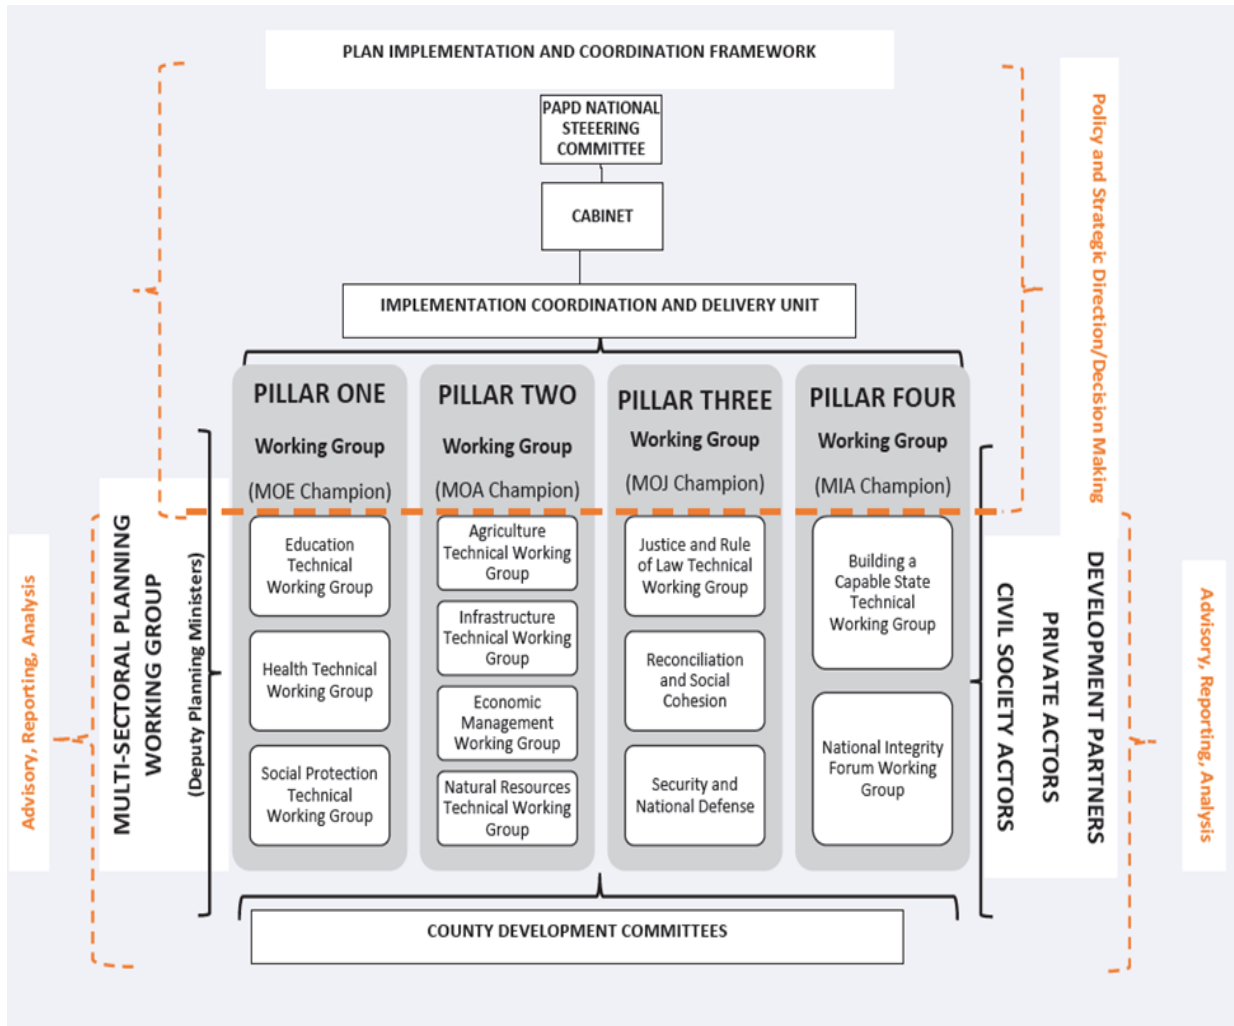 PLAN IMPLEMENTATION AND COORDINATION FRAMEWORK
PAPD NATIONAL
STEEERING
COMMITTEE
CABINET
IMPLEMENTATION COORDINATION AND DELIVERY UNIT
Policy and Strategic Direction/Decision Making
PILLAR ONE
Working Group
(MOE Champion)
Education
Technical
Working Group
Health Technical
Working Group
Social Protection
Technical
Working Group
PILLAR TWO
Working Group
(MOA Champion)
Agriculture
Technical Working
Group
Infrastructure
Technical Working
Group
Economic
Management
Working Group
Natural Resources
Technical Working
Group
PILLAR THREE
Working Group
(MOJ Champion)
Justice and Rule
of Law Technical
Working Group
Reconciliation
and Social
Cohesion
Security and
National Defense
PILLAR FOUR
Working Group
(MIA Champion)
Building a
Capable State
Technical
Working Group
National Integrity
Forum Working
Group
Advisory, Reporting, Analysis
MULTI-SECTORAL PLANNING
WORKING GROUP
(Deputy Planning Ministers)
CIVIL SOCIETY ACTORS
PRIVATE ACTORS
DEVELOPMENT PARTNERS
Advisory, Reporting, Analysis
COUNTY DEVELOPMENT COMMITTEES